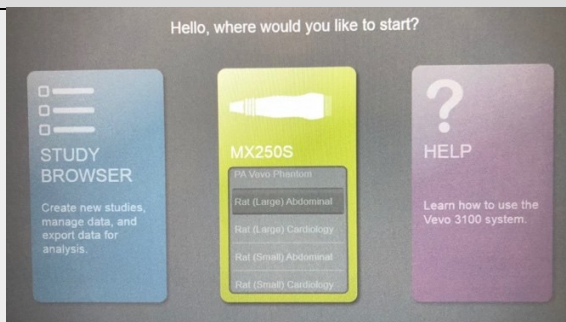 Hello, where would you like to start?
STUDY
BROWSER
Create new studies,
manage data, and
export data for
analysis.
MX250S
PA Vevo Phantom
Rat (Large) Abdominal
Rat (Large) Cardiology
Rat (Small) Abdominal
Rat (Small) Cardiology
?
HELP
Learn how to use the
Vevo 3100 system.